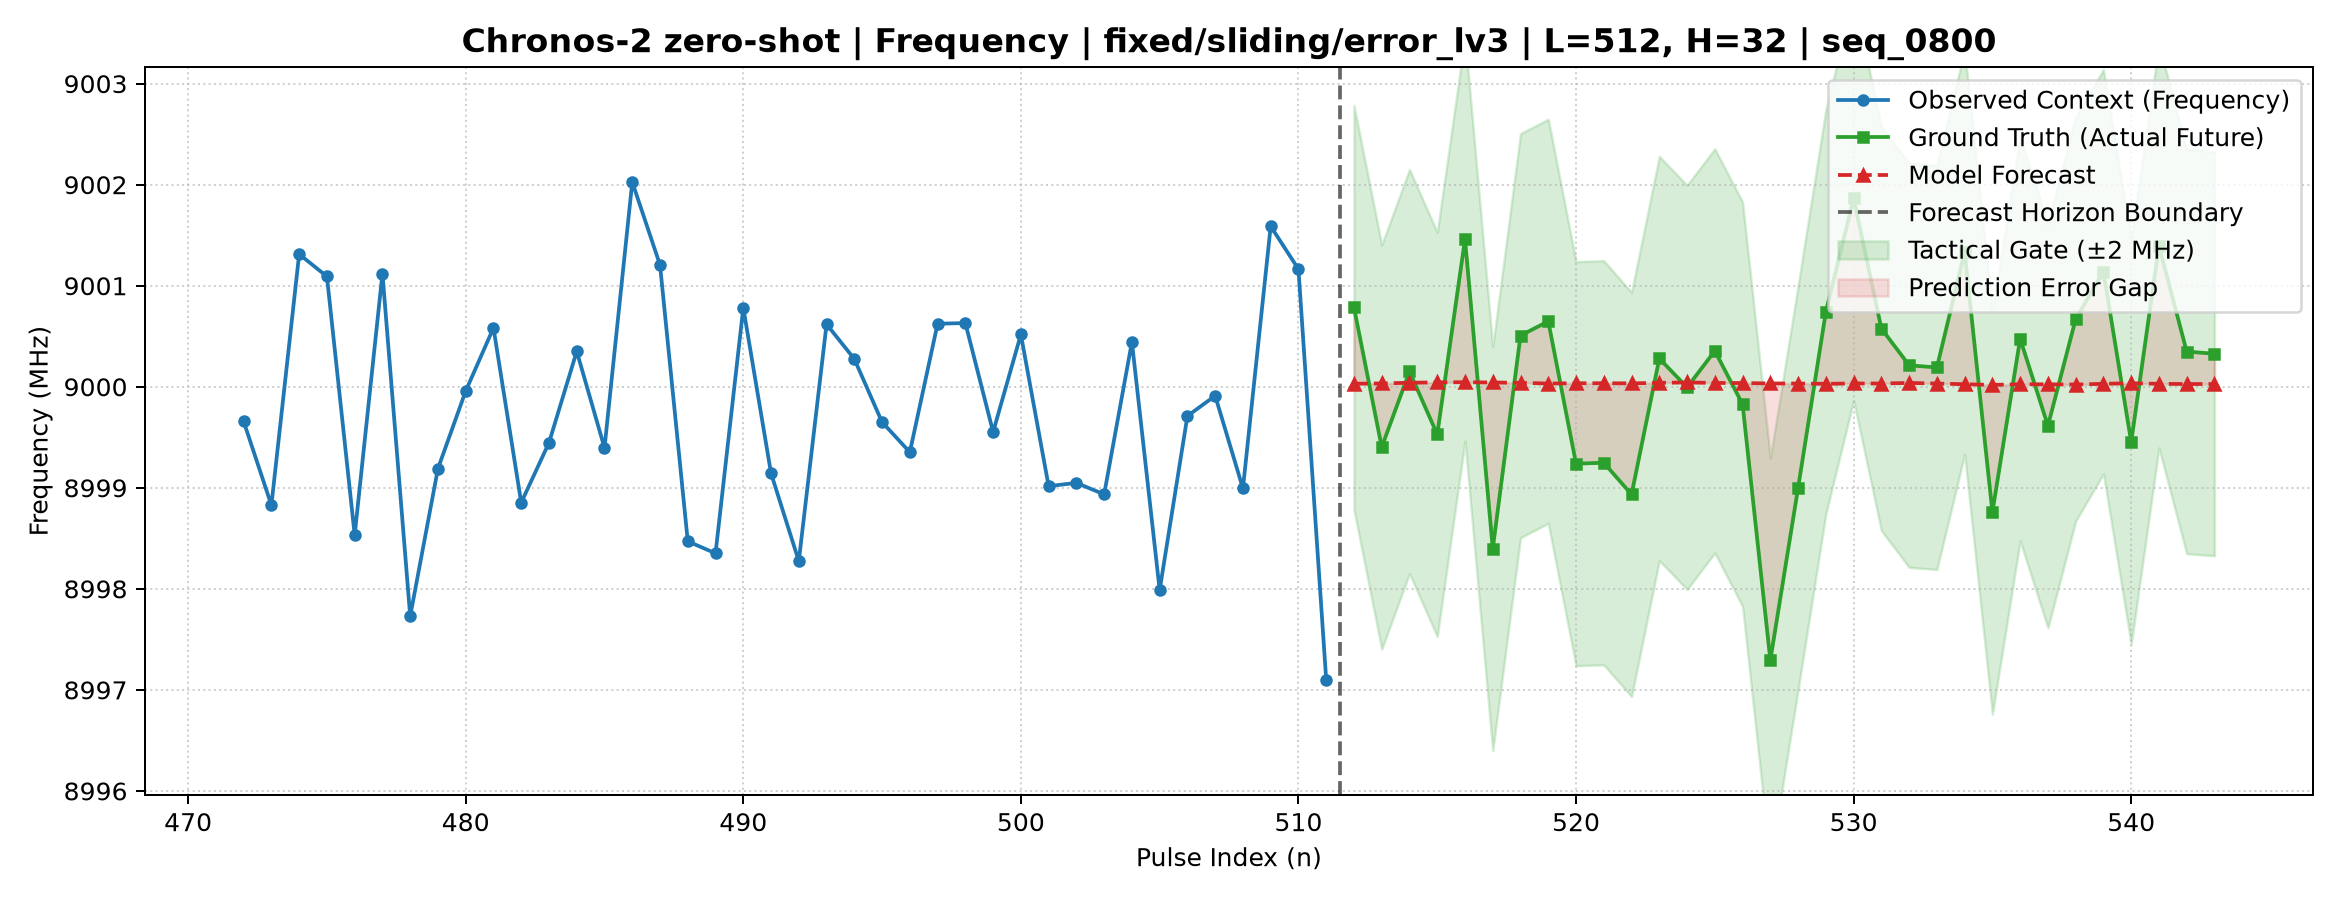 Chronos-2 zero-shot | Frequency | fixed/sliding/error_lv3 | L=512, H=32 | seq_0800
Frequency (MHz)
9003
9002
9001
9000
8999
8998
8997
8996
Observed Context (Frequency)
Ground Truth (Actual Future)
Model Forecast
Forecast Horizon Boundary
Tactical Gate (±2 MHz)
Prediction Error Gap
470 480 490 500 510 520 530 540
Pulse Index (n)